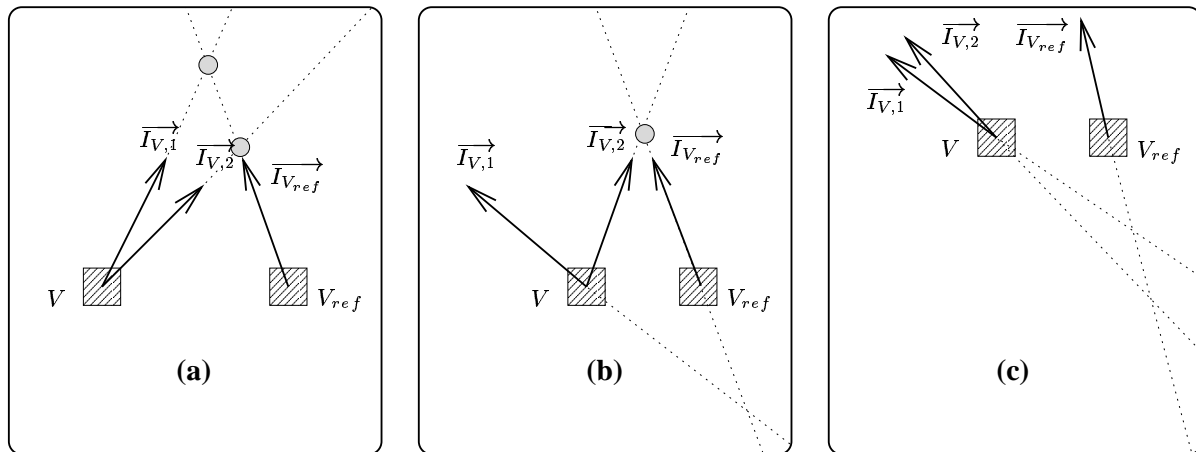 I_{V,1}
I_{V,2}
I_{V_{ref}}
V
V_{ref}
(a)
I_{V,1}
I_{V,2}
I_{V_{ref}}
V
V_{ref}
(b)
I_{V,2}
I_{V_{ref}}
I_{V,1}
V
V_{ref}
(c)